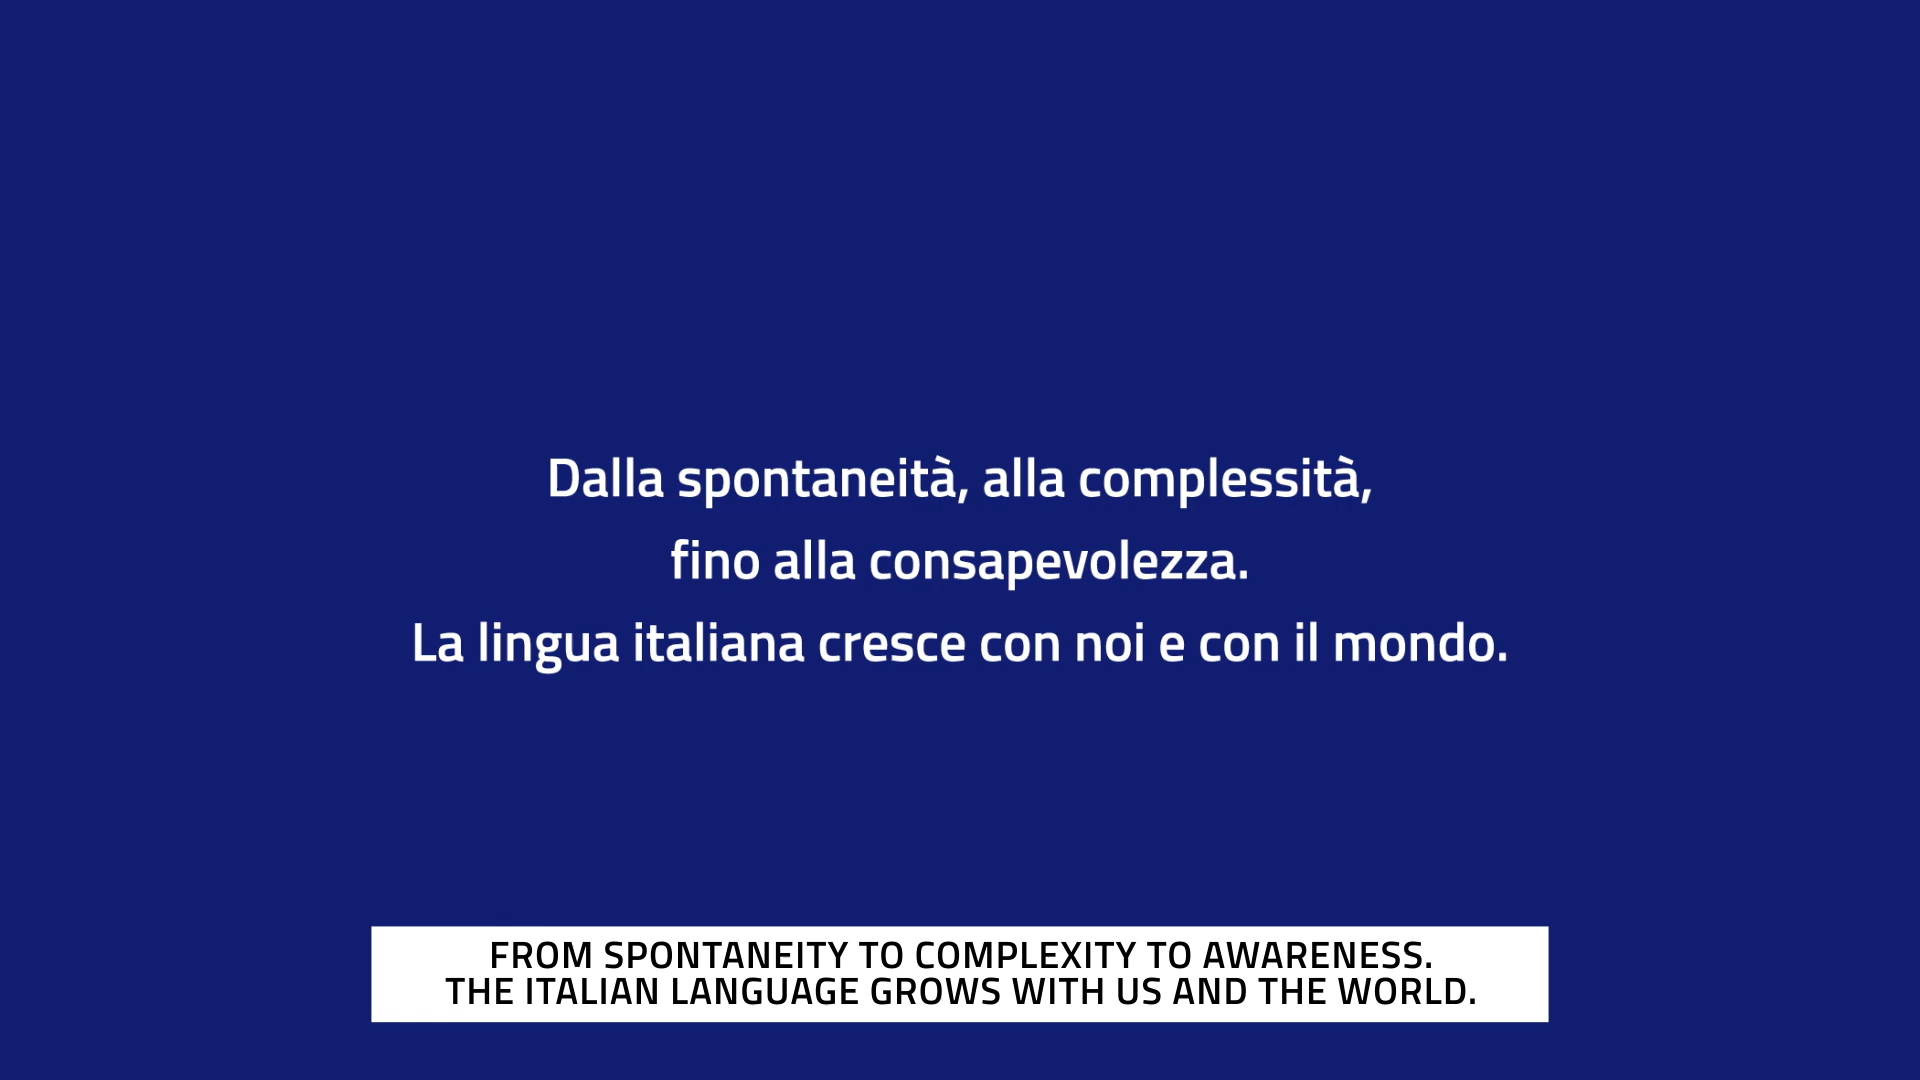 Dalla spontaneità, alla complessità,
fino alla consapevolezza.
La lingua italiana cresce con noi e con il mondo.
FROM SPONTANEITY TO COMPLEXITY TO AWARENESS.
THE ITALIAN LANGUAGE GROWS WITH US AND THE WORLD.